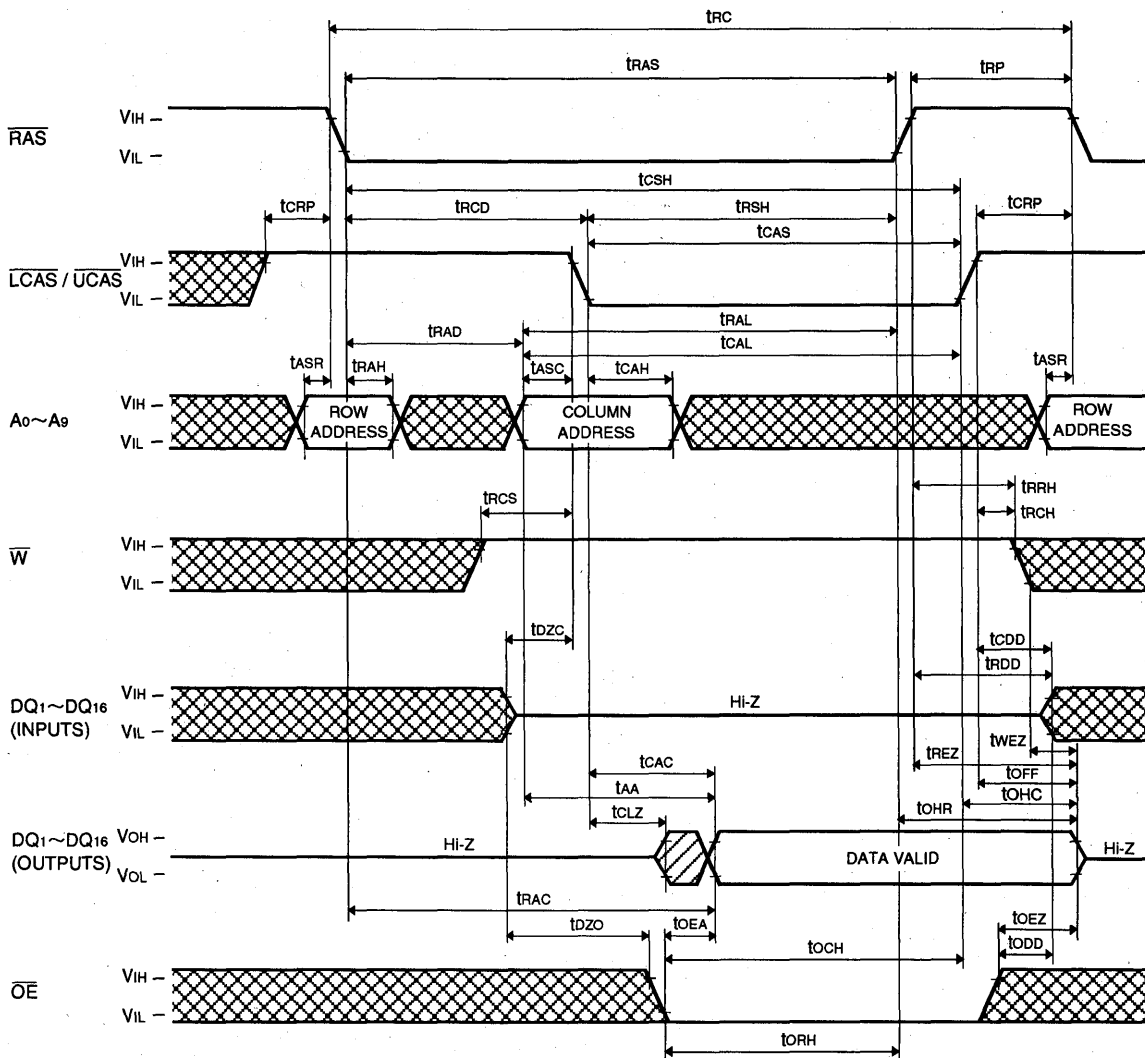 tRC
tRAS
tRP
RAS
VIH
VIL
tCSH
tCRP
tRCD
tRSH
tCRP
tCAS
LCAS / UCAS
VIH
VIL
tRAD
tRAL
tCAL
tASR
tRAH
tASC
tCAH
tASR
A0~A9
VIH
VIL
ROW ADDRESS
COLUMN ADDRESS
ROW ADDRESS
tRCS
tRRH
tRCH
W
VIH
VIL
tDZC
tCDD
tRDD
DQ1~DQ16 (INPUTS)
VIH
VIL
Hi-Z
tWEZ
tREZ
tOFF
tOHC
tOHR
tCAC
tAA
tCLZ
DQ1~DQ16 (OUTPUTS)
VOH
VOL
Hi-Z
DATA VALID
Hi-Z
tRAC
tDZO
tOEA
tOEZ
tODD
tOCH
OE
VIH
VIL
tORH